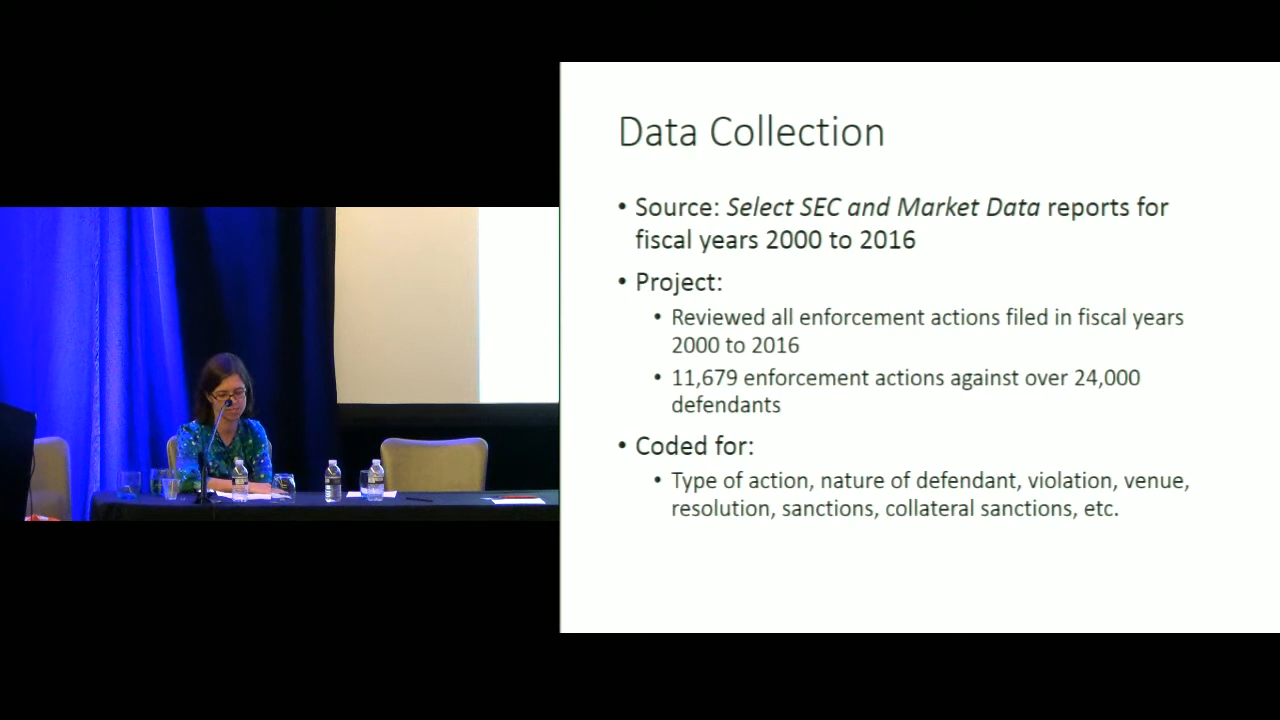 Data Collection
• Source: Select SEC and Market Data reports for
fiscal years 2000 to 2016
• Project:
• Reviewed all enforcement actions filed in fiscal years
2000 to 2016
• 11,679 enforcement actions against over 24,000
defendants
• Coded for:
• Type of action, nature of defendant, violation, venue,
resolution, sanctions, collateral sanctions, etc.